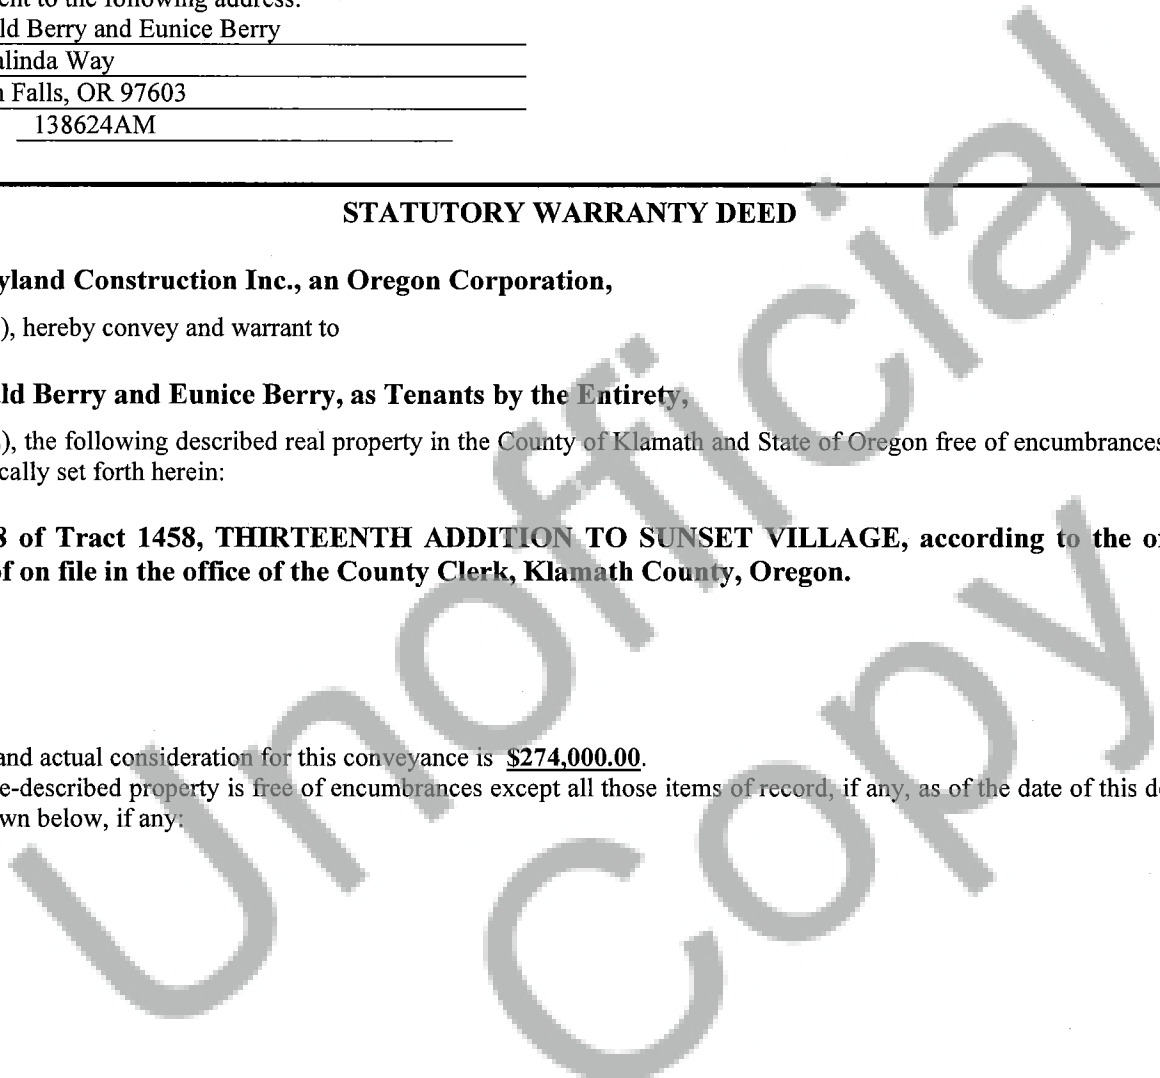 ent to the following address:
ld Berry and Eunice Berry
alinda Way
n Falls, OR 97603
138624AM
STATUTORY WARRANTY DEED
yland Construction Inc., an Oregon Corporation,
), hereby convey and warrant to
ld Berry and Eunice Berry, as Tenants by the Entirety,
), the following described real property in the County of Klamath and State of Oregon free of encumbrances
cally set forth herein:
8 of Tract 1458, THIRTEENTH ADDITION TO SUNSET VILLAGE, according to the o
of on file in the office of the County Clerk, Klamath County, Oregon.
and actual consideration for this conveyance is $274,000.00.
e-described property is free of encumbrances except all those items of record, if any, as of the date of this d
wn below, if any:
Unofficial
Copy